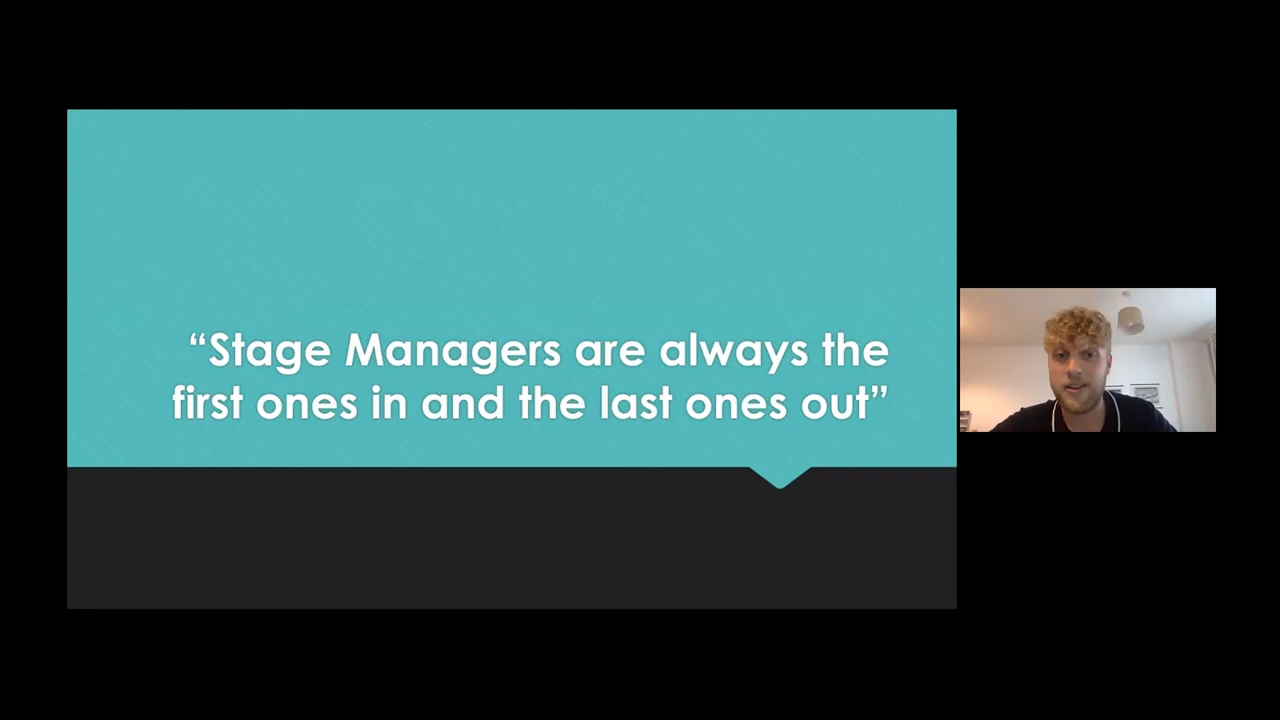 “Stage Managers are always the
first ones in and the last ones out”